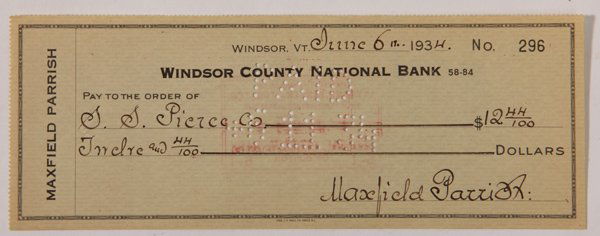 WINDSOR, VT. June 6th. 1934. No. 296
WINDSOR COUNTY NATIONAL BANK 58-84
PAY TO THE ORDER OF
S. S. Pierce Co. $12 44/100
Twelve and 44/100 DOLLARS
Maxfield Parrish.
MAXFIELD PARRISH
PAID